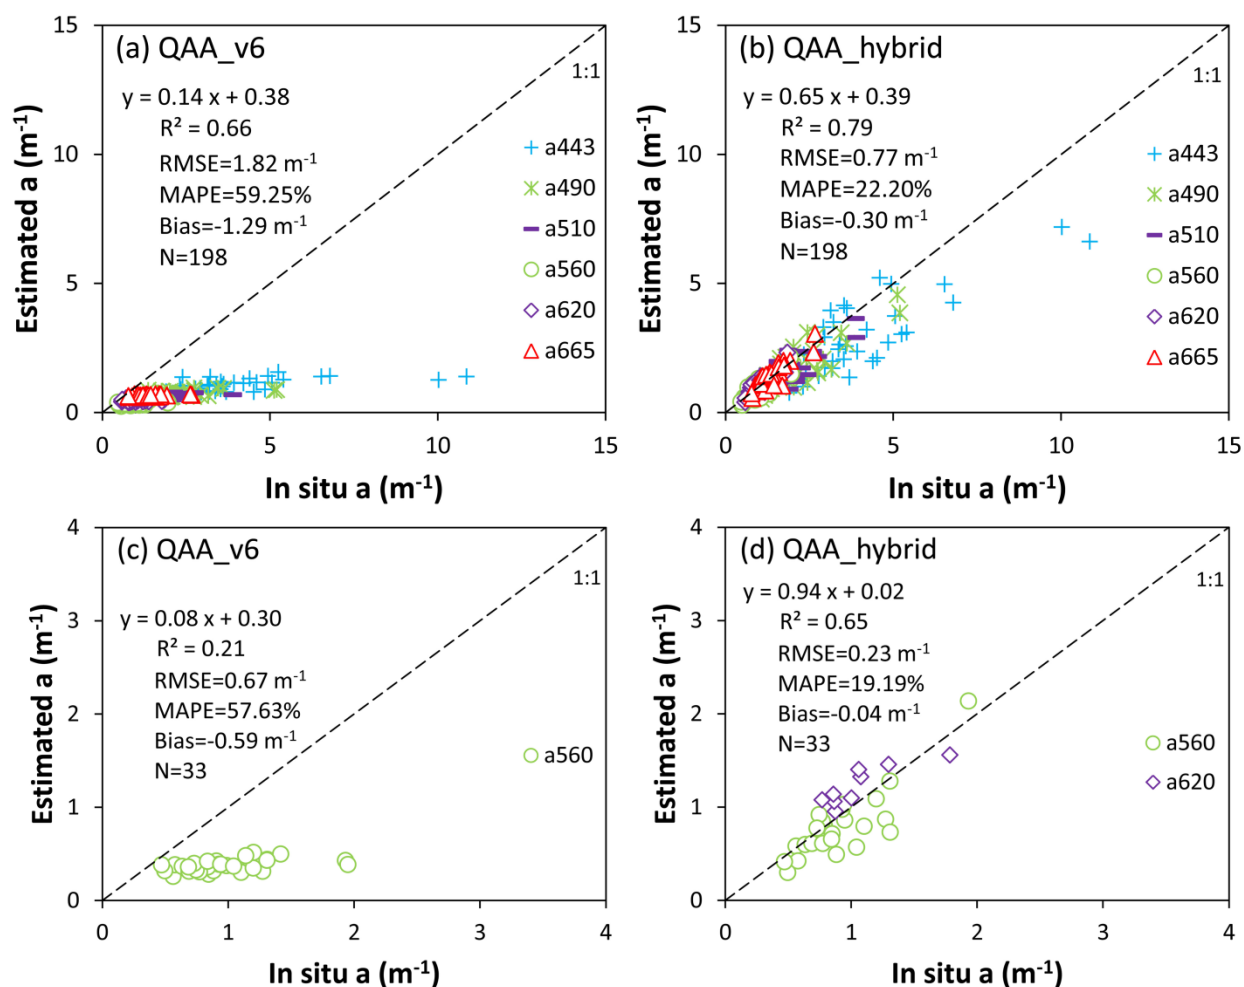 (a) QAA_v6
y = 0.14 x + 0.38
R² = 0.66
RMSE=1.82 m⁻¹
MAPE=59.25%
Bias=-1.29 m⁻¹
N=198
1:1
a443
a490
a510
a560
a620
a665
15
10
5
0
0
5
10
15
Estimated a (m⁻¹)
In situ a (m⁻¹)
(b) QAA_hybrid
y = 0.65 x + 0.39
R² = 0.79
RMSE=0.77 m⁻¹
MAPE=22.20%
Bias=-0.30 m⁻¹
N=198
1:1
a443
a490
a510
a560
a620
a665
15
10
5
0
0
5
10
15
Estimated a (m⁻¹)
In situ a (m⁻¹)
(c) QAA_v6
y = 0.08 x + 0.30
R² = 0.21
RMSE=0.67 m⁻¹
MAPE=57.63%
Bias=-0.59 m⁻¹
N=33
1:1
a560
4
3
2
1
0
0
1
2
3
4
Estimated a (m⁻¹)
In situ a (m⁻¹)
(d) QAA_hybrid
y = 0.94 x + 0.02
R² = 0.65
RMSE=0.23 m⁻¹
MAPE=19.19%
Bias=-0.04 m⁻¹
N=33
1:1
a560
a620
4
3
2
1
0
0
1
2
3
4
Estimated a (m⁻¹)
In situ a (m⁻¹)